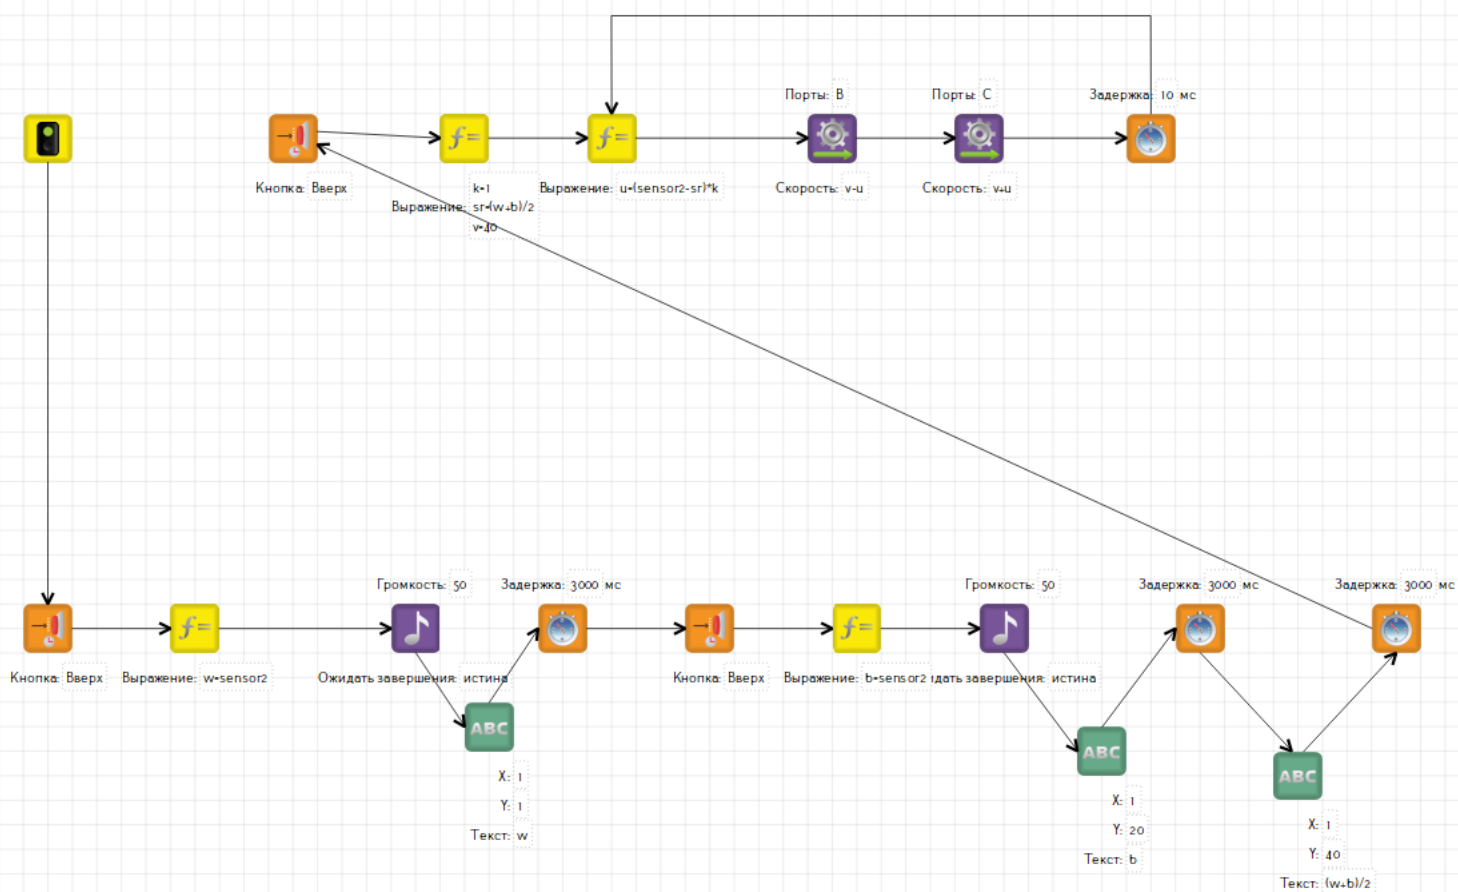 Порты: B
Порты: C
Задержка: 10 мс
Кнопка: Вверх
Выражение:
k=1
sr=(w+b)/2
v=40
Выражение: u=(sensor2-sr)*k
Скорость: v-u
Скорость: v+u
Громкость: 50
Задержка: 3000 мс
Громкость: 50
Задержка: 3000 мс
Задержка: 3000 мс
Кнопка: Вверх
Выражение: w=sensor2
Ожидать завершения: истина
Кнопка: Вверх
Выражение: b=sensor2
дать завершения: истина
ABC
X: 1
Y: 1
Текст: w
ABC
X: 1
Y: 20
Текст: b
ABC
X: 1
Y: 40
Текст: (w+b)/2